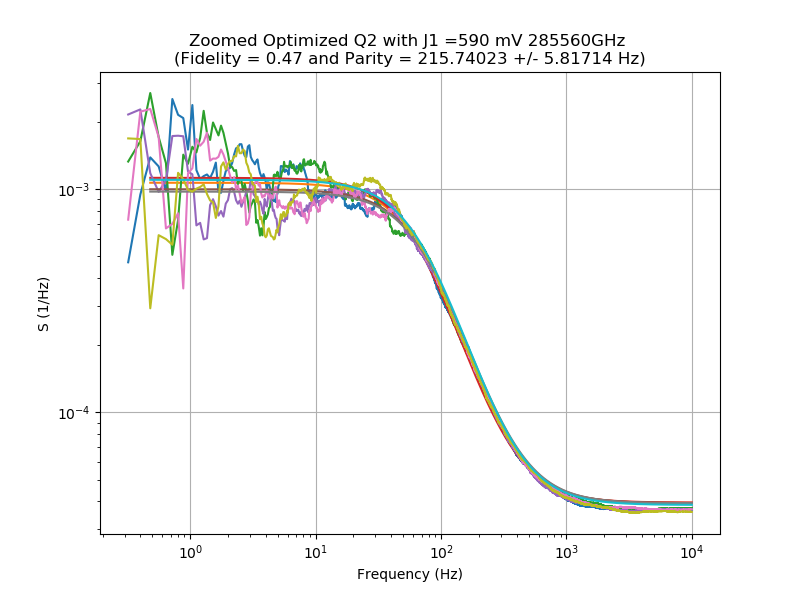 Zoomed Optimized Q2 with J1 =590 mV 285560GHz
(Fidelity = 0.47 and Parity = 215.74023 +/- 5.81714 Hz)
10⁻³
10⁻⁴
S (1/Hz)
10⁰ 10¹ 10² 10³ 10⁴
Frequency (Hz)